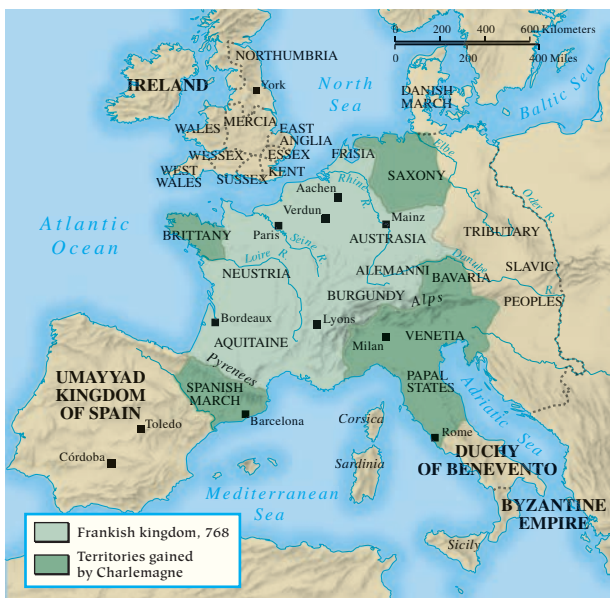 200 400 600 Kilometers
0
0 200 400 Miles
NORTHUMBRIA
IRELAND
York
North
Sea
DANISH
MARCH
Baltic Sea
MERCIA
WALES
EAST
ANGLIA
WESSEX
ESSEX
KENT
WEST
WALES
SUSSEX
FRISIA
Elbe R.
SAXONY
Oder R.
Aachen
Rhine R.
Verdun
Mainz
Atlantic
Ocean
BRITTANY
Paris
Seine R.
AUSTRASIA
TRIBUTARY
SLAVIC
PEOPLES
Loire R.
NEUSTRIA
ALEMANNI
Danube R.
BAVARIA
BURGUNDY
Alps
Bordeaux
Lyons
AQUITAINE
Milan
VENETIA
Pyrenees
PAPAL
STATES
UMAYYAD
KINGDOM
OF SPAIN
SPANISH
MARCH
Barcelona
Toledo
Córdoba
Corsica
Sardinia
Adriatic Sea
Rome
DUCHY
OF BENEVENTO
Mediterranean
Sea
BYZANTINE
EMPIRE
Sicily
Frankish kingdom, 768
Territories gained
by Charlemagne